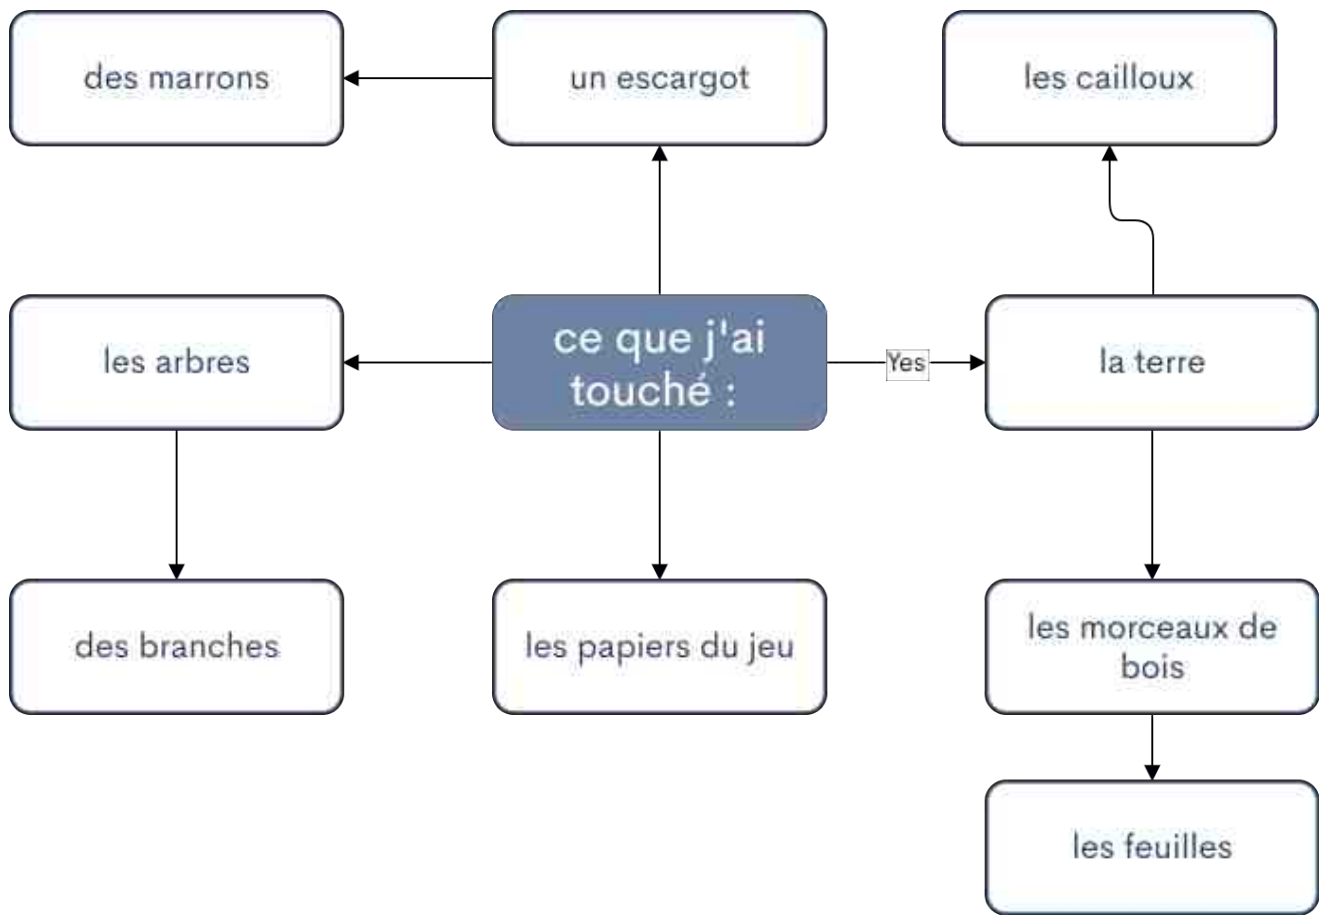 des marrons
un escargot
les cailloux
les arbres
ce que j'ai
touché :
Yes
la terre
des branches
les papiers du jeu
les morceaux de
bois
les feuilles